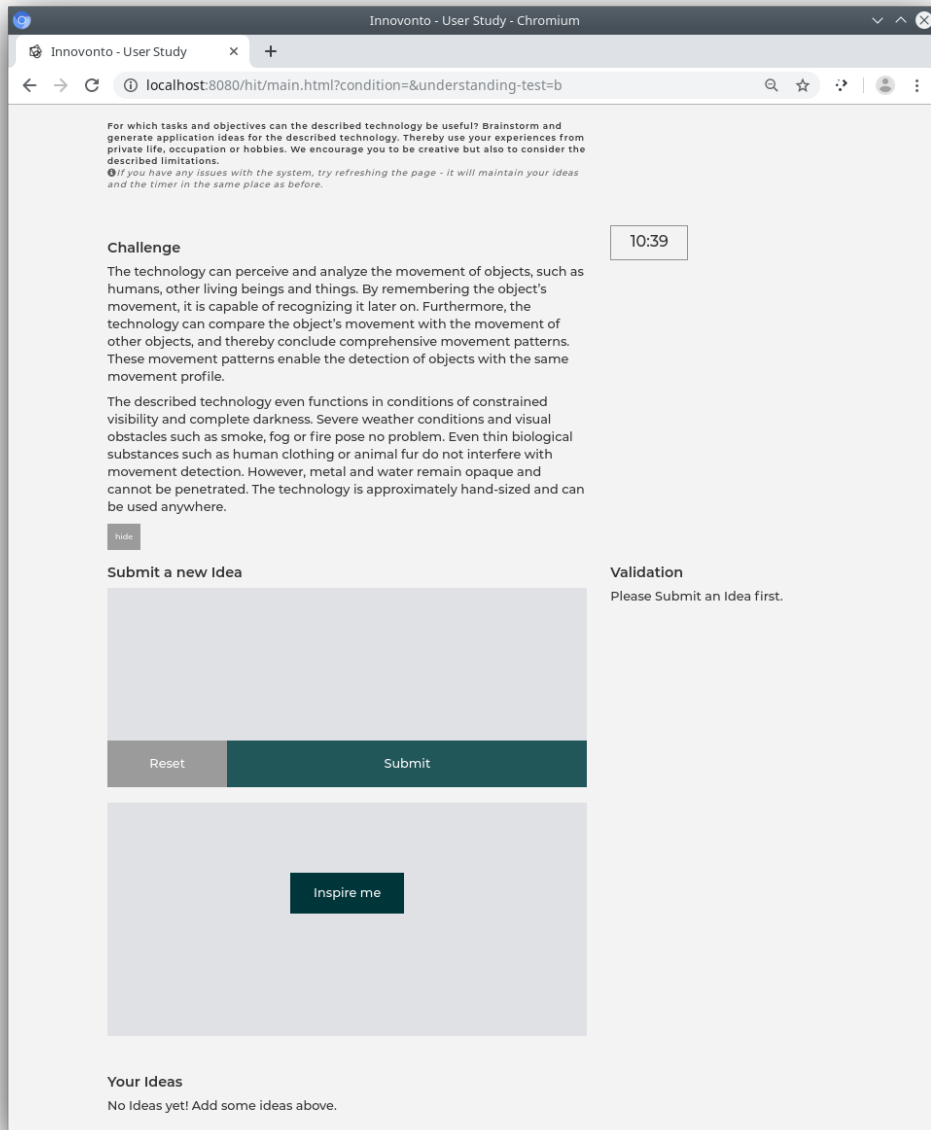 Innovonto - User Study - Chromium
Innovonto - User Study
localhost:8080/hit/main.html?condition=&understanding-test=b
For which tasks and objectives can the described technology be useful? Brainstorm and
generate application ideas for the described technology. Thereby use your experiences from
private life, occupation or hobbies. We encourage you to be creative but also to consider the
described limitations.
If you have any issues with the system, try refreshing the page - it will maintain your ideas
and the timer in the same place as before.
10:39
Challenge
The technology can perceive and analyze the movement of objects, such as
humans, other living beings and things. By remembering the object's
movement, it is capable of recognizing it later on. Furthermore, the
technology can compare the object's movement with the movement of
other objects, and thereby conclude comprehensive movement patterns.
These movement patterns enable the detection of objects with the same
movement profile.
The described technology even functions in conditions of constrained
visibility and complete darkness. Severe weather conditions and visual
obstacles such as smoke, fog or fire pose no problem. Even thin biological
substances such as human clothing or animal fur do not interfere with
movement detection. However, metal and water remain opaque and
cannot be penetrated. The technology is approximately hand-sized and can
be used anywhere.
hide
Submit a new Idea
Reset
Submit
Validation
Please Submit an Idea first.
Inspire me
Your Ideas
No Ideas yet! Add some ideas above.